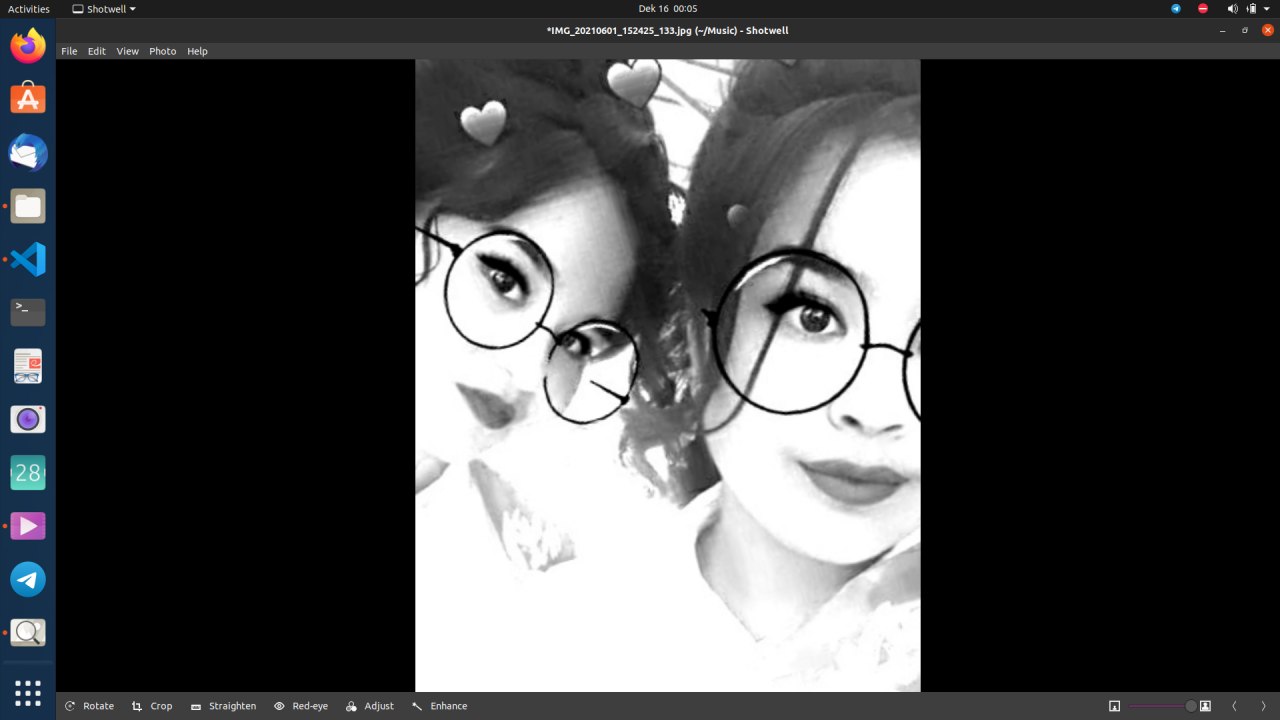 Activities
Shotwell
Dek 16 00:05
*IMG_20210601_152425_133.jpg (~/Music) - Shotwell
File Edit View Photo Help
>_
28
Rotate Crop Straighten Red-eye Adjust Enhance